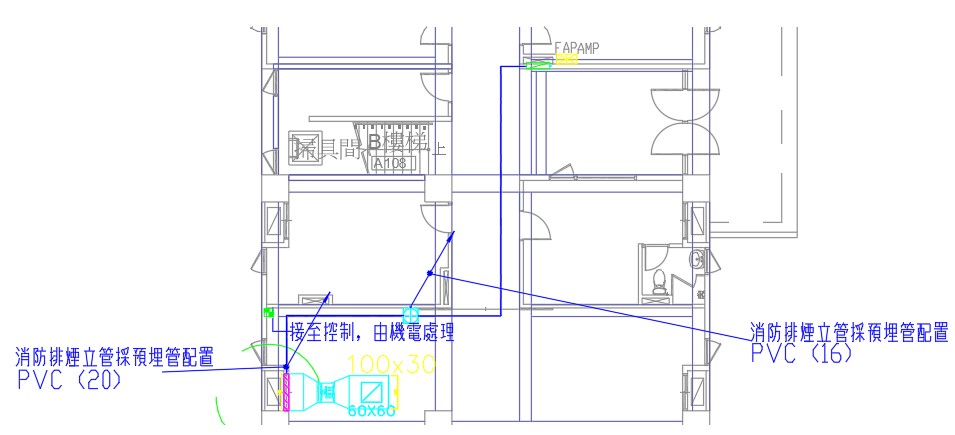 EAPAMP
掃具間
B樓梯
上
A108
接至控制，由機電處理
消防排煙立管採預埋管配置
PVC (16)
消防排煙立管採預埋管配置
PVC (20)
100x30
60X60